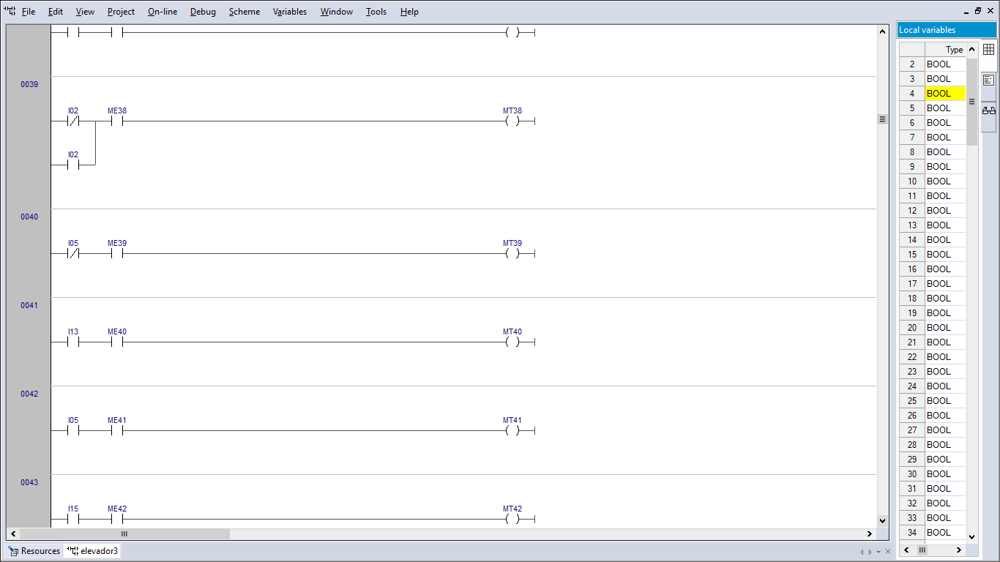 File Edit View Project On-line Debug Scheme Variables Window Tools Help
Local variables
Type
0039
I02 ME38 MT38
I02
0040
I05 ME39 MT39
0041
I13 ME40 MT40
0042
I05 ME41 MT41
0043
I15 ME42 MT42
2 BOOL
3 BOOL
4 BOOL
5 BOOL
6 BOOL
7 BOOL
8 BOOL
9 BOOL
10 BOOL
11 BOOL
12 BOOL
13 BOOL
14 BOOL
15 BOOL
16 BOOL
17 BOOL
18 BOOL
19 BOOL
20 BOOL
21 BOOL
22 BOOL
23 BOOL
24 BOOL
25 BOOL
26 BOOL
27 BOOL
28 BOOL
29 BOOL
30 BOOL
31 BOOL
32 BOOL
33 BOOL
34 BOOL
Resources elevador3